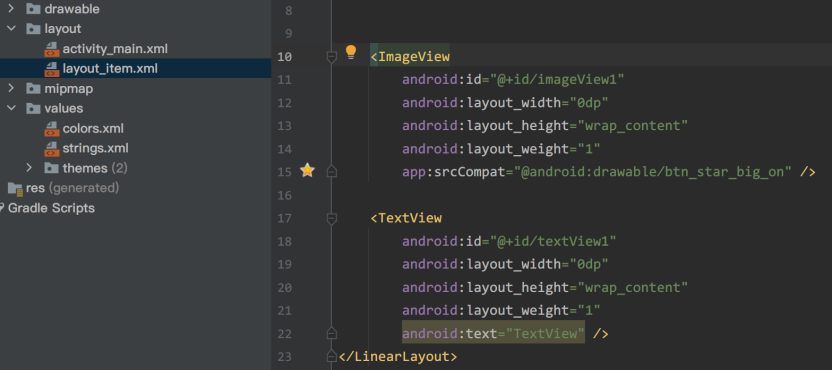 drawable
layout
activity_main.xml
layout_item.xml
mipmap
values
colors.xml
strings.xml
themes (2)
res (generated)
Gradle Scripts
8
9
10 <ImageView
11 android:id="@+id/imageView1"
12 android:layout_width="0dp"
13 android:layout_height="wrap_content"
14 android:layout_weight="1"
15 app:srcCompat="@android:drawable/btn_star_big_on" />
16
17 <TextView
18 android:id="@+id/textView1"
19 android:layout_width="0dp"
20 android:layout_height="wrap_content"
21 android:layout_weight="1"
22 android:text="TextView" />
23 </LinearLayout>